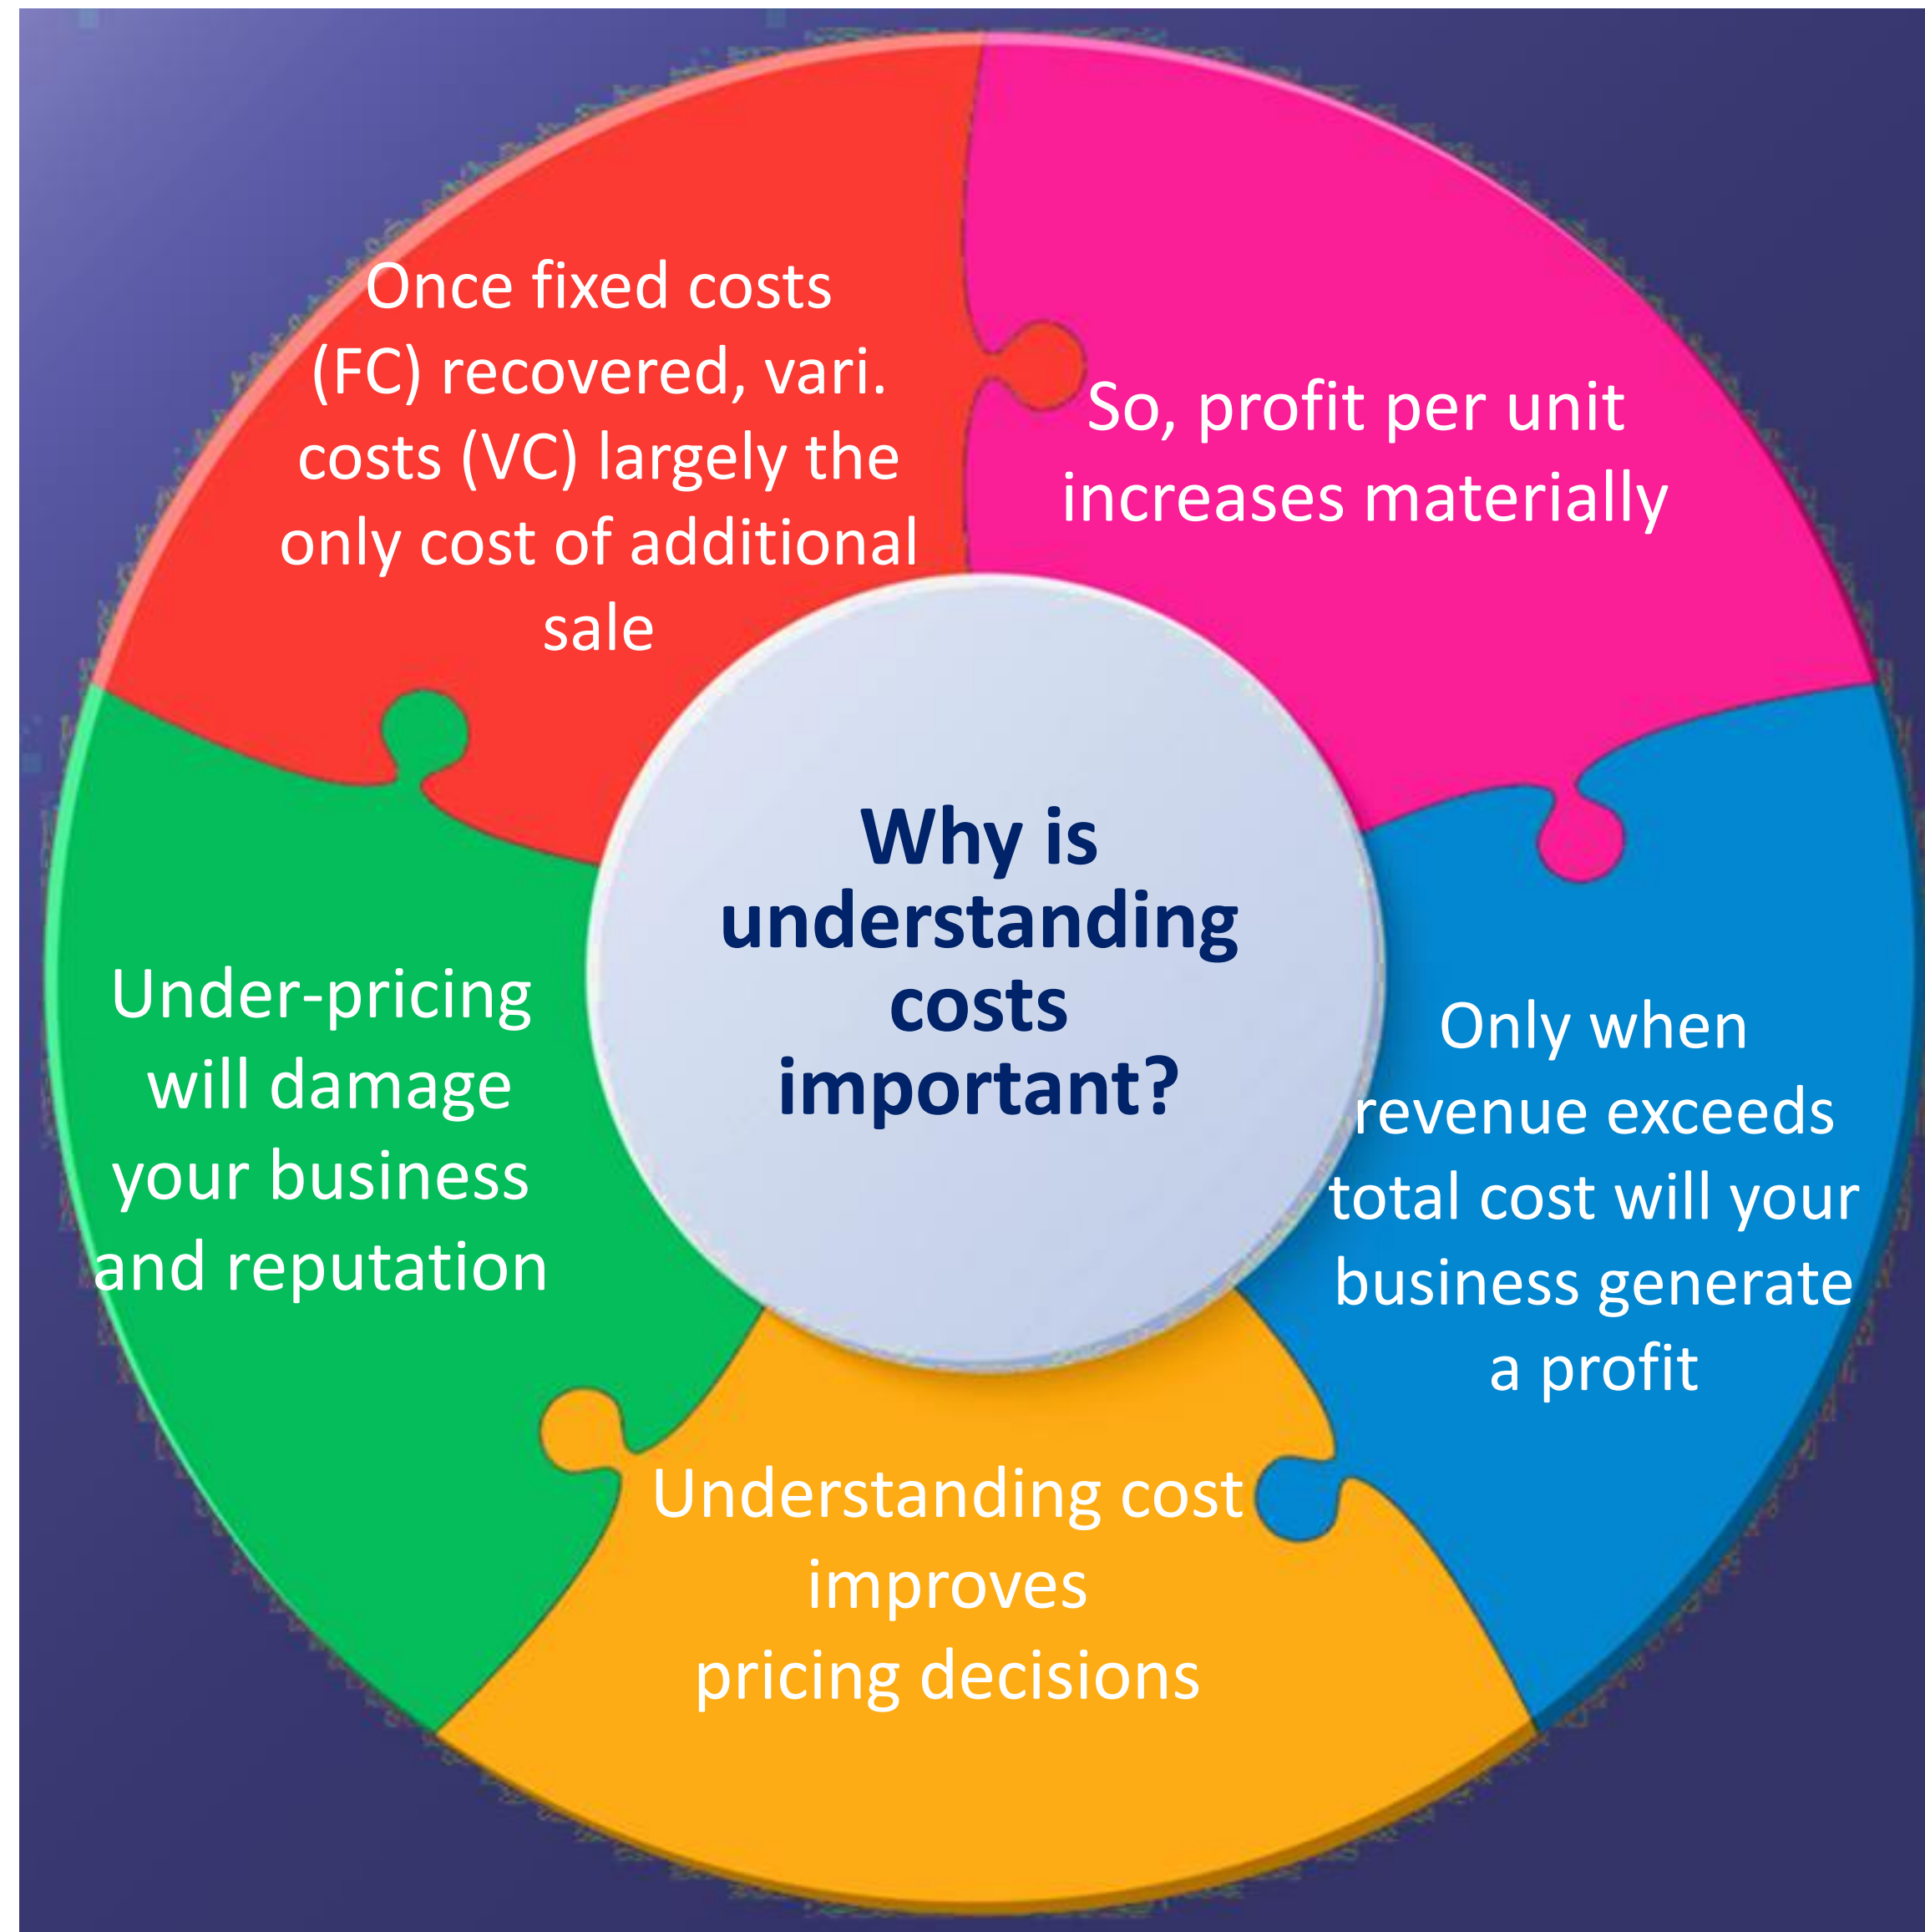 Once fixed costs
(FC) recovered, vari.
costs (VC) largely the
only cost of additional
sale
So, profit per unit
increases materially
Why is
understanding
costs
important?
Under-pricing
will damage
your business
and reputation
Only when
revenue exceeds
total cost will your
business generate
a profit
Understanding cost
improves
pricing decisions